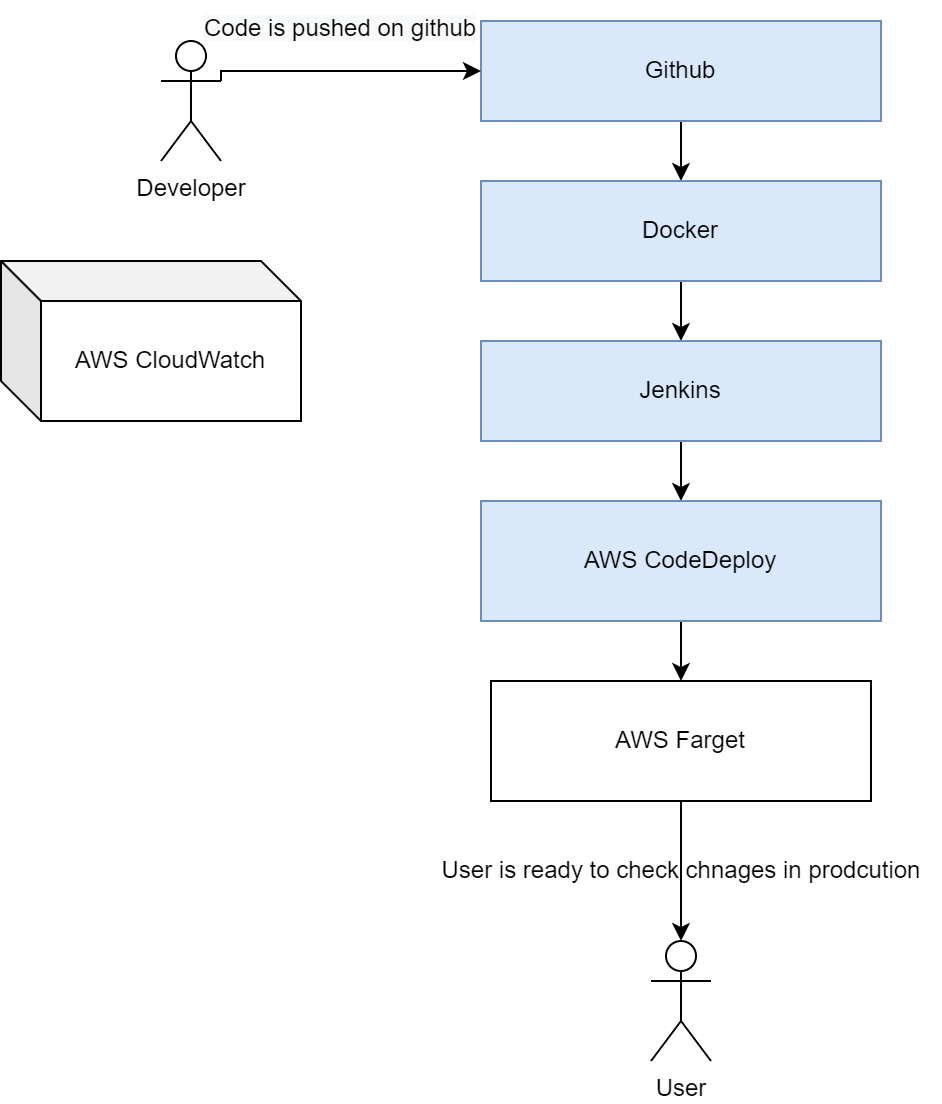 Code is pushed on github
Github
Developer
Docker
AWS CloudWatch
Jenkins
AWS CodeDeploy
AWS Farget
User is ready to check chnages in prodcution
User